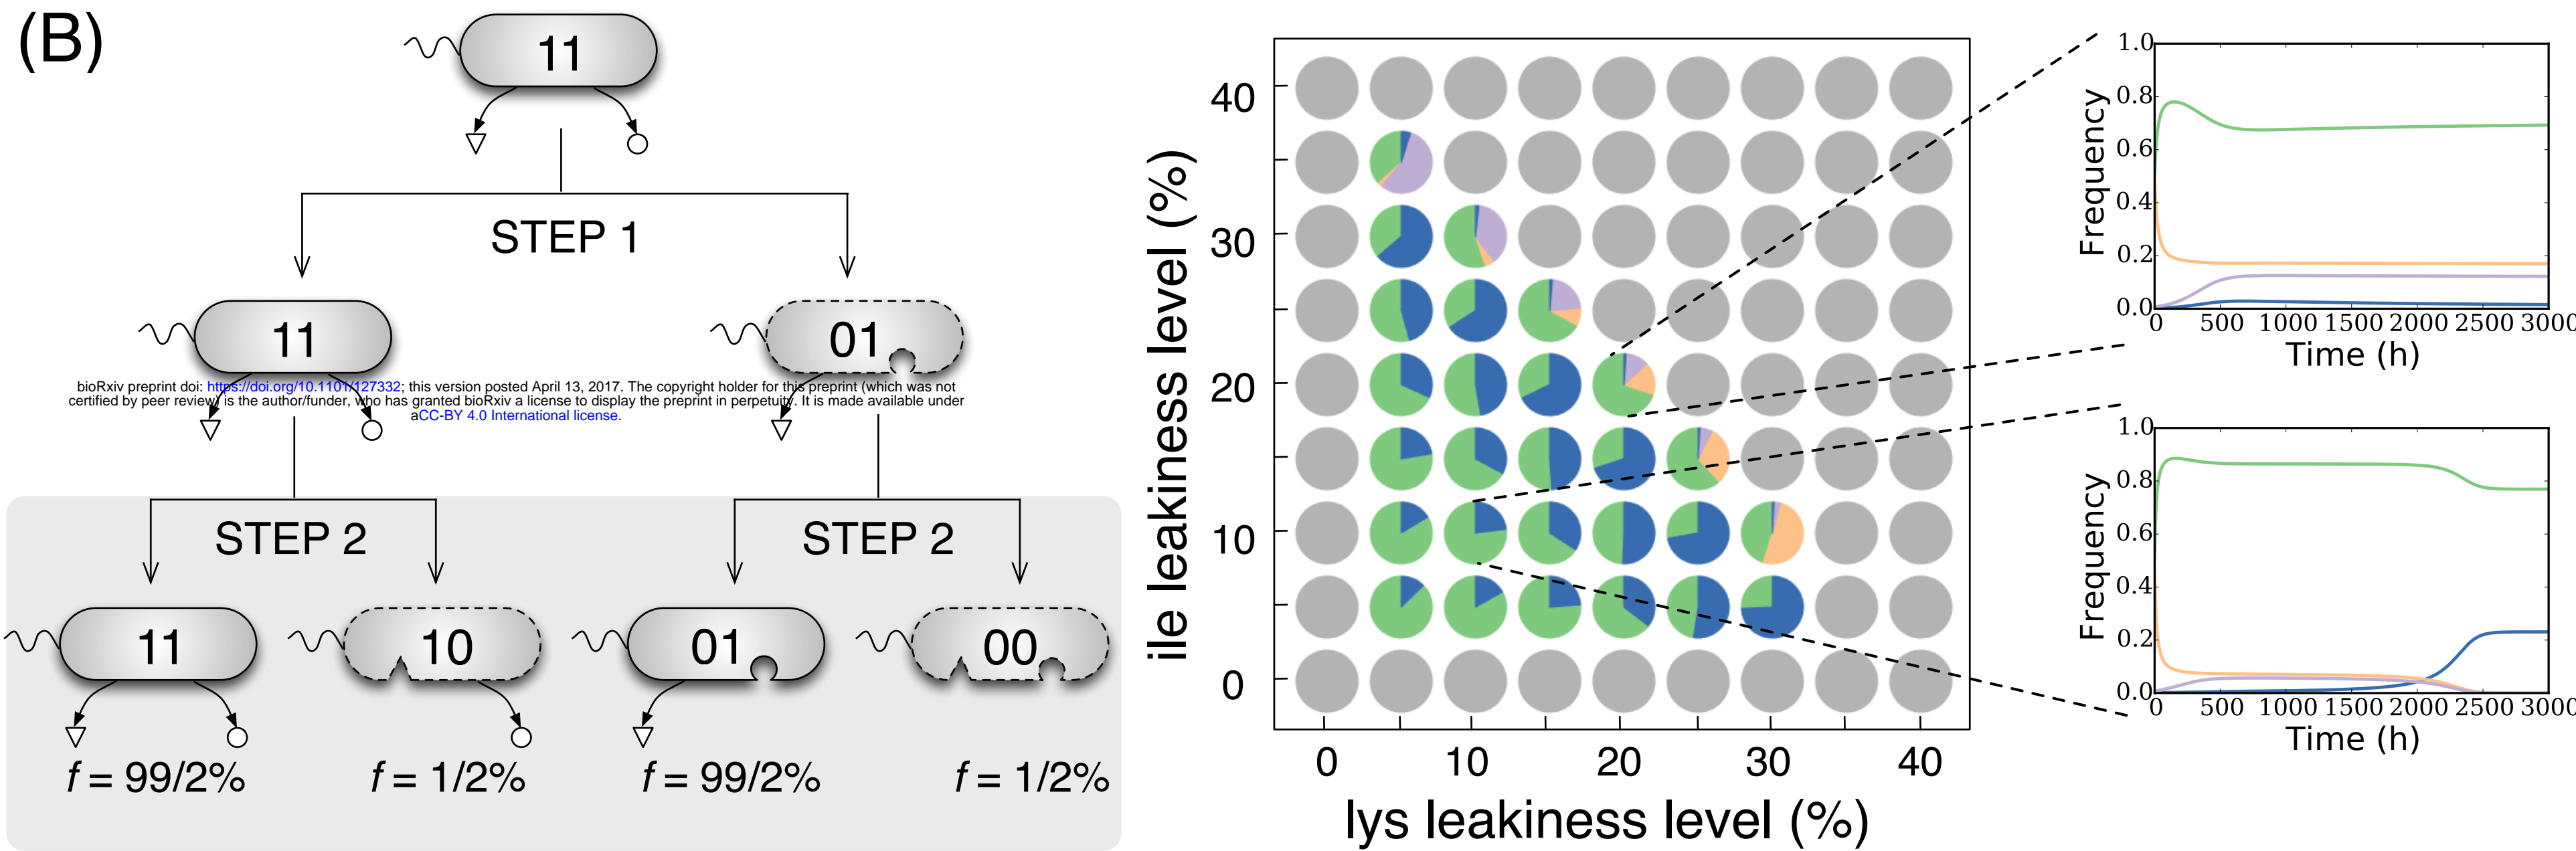 (B)
11
STEP 1
11
01
bioRxiv preprint doi: https://doi.org/10.1101/127332; this version posted April 13, 2017. The copyright holder for this preprint (which was not
certified by peer review) is the author/funder, who has granted bioRxiv a license to display the preprint in perpetuity. It is made available under
aCC-BY 4.0 International license.
STEP 2
STEP 2
11
10
01
00
f = 99/2%
f = 1/2%
f = 99/2%
f = 1/2%
ile leakiness level (%)
40
30
20
10
0
0 10 20 30 40
lys leakiness level (%)
Frequency
1.0
0.8
0.6
0.4
0.2
0.0
0 500 1000 1500 2000 2500 3000
Time (h)
Frequency
1.0
0.8
0.6
0.4
0.2
0.0
0 500 1000 1500 2000 2500 3000
Time (h)